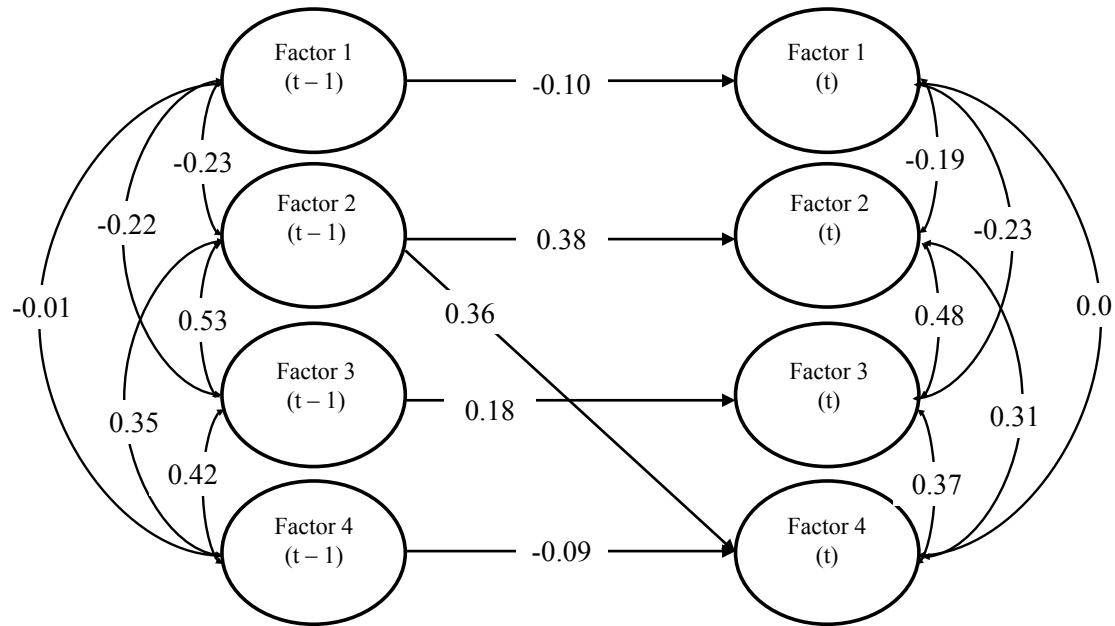 Factor 1
(t – 1)
-0.10
Factor 1
(t)
-0.23
-0.19
Factor 2
(t – 1)
0.38
Factor 2
(t)
-0.22
-0.23
-0.01
0.53
0.36
0.48
0.0
Factor 3
(t – 1)
0.18
Factor 3
(t)
0.35
0.31
0.42
0.37
Factor 4
(t – 1)
-0.09
Factor 4
(t)